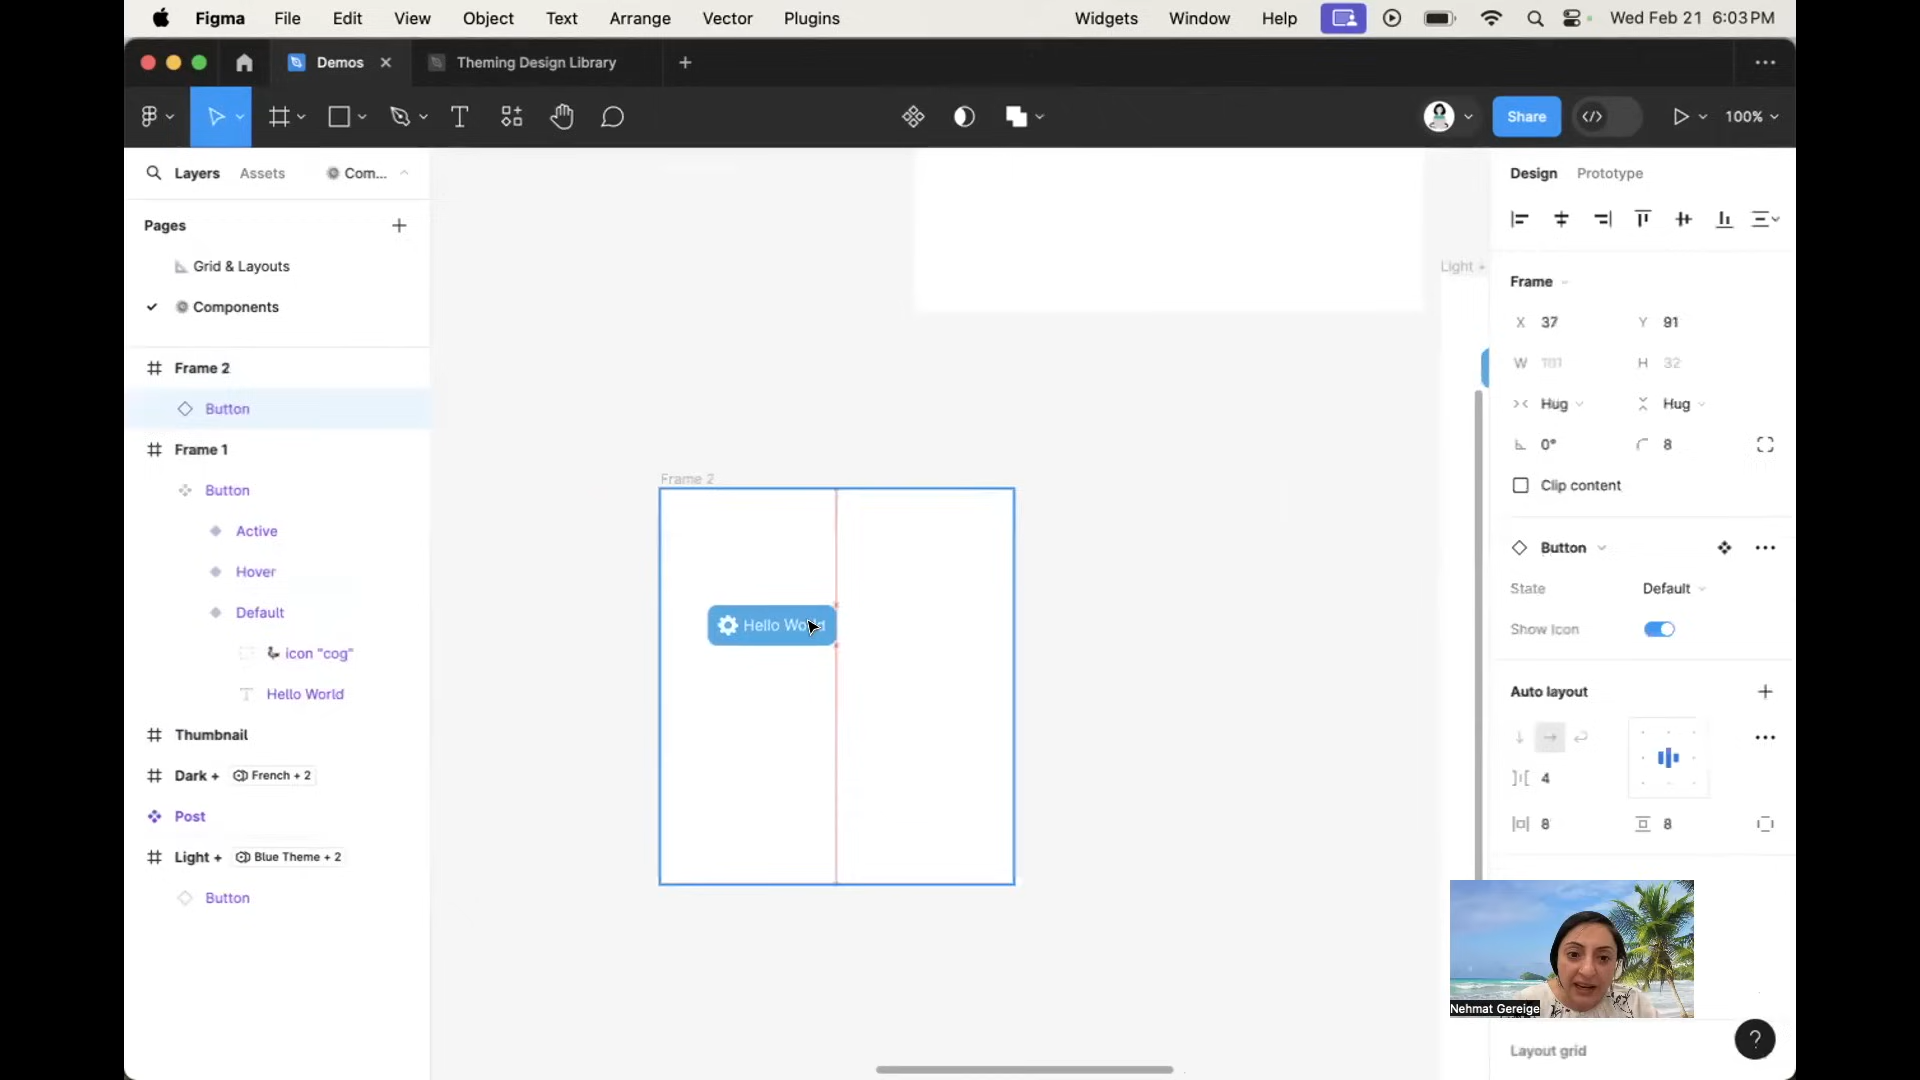 Figma File Edit View Object Text Arrange Vector Plugins Widgets Window Help Wed Feb 21 6:03 PM
Demos Theming Design Library
Share 100%
Layers Assets Com...
Pages
Grid & Layouts
Components
Frame 2
Button
Frame 1
Button
Active
Hover
Default
icon "cog"
Hello World
Thumbnail
Dark + French + 2
Post
Light + Blue Theme + 2
Button
Light +
Frame 2
Hello World
Design Prototype
Frame
X 37 Y 91
W H 32
Hug Hug
0° 8
Clip content
Button
State Default
Show Icon
Auto layout
4
8 8
Nehmat Gereige
Layout grid
?